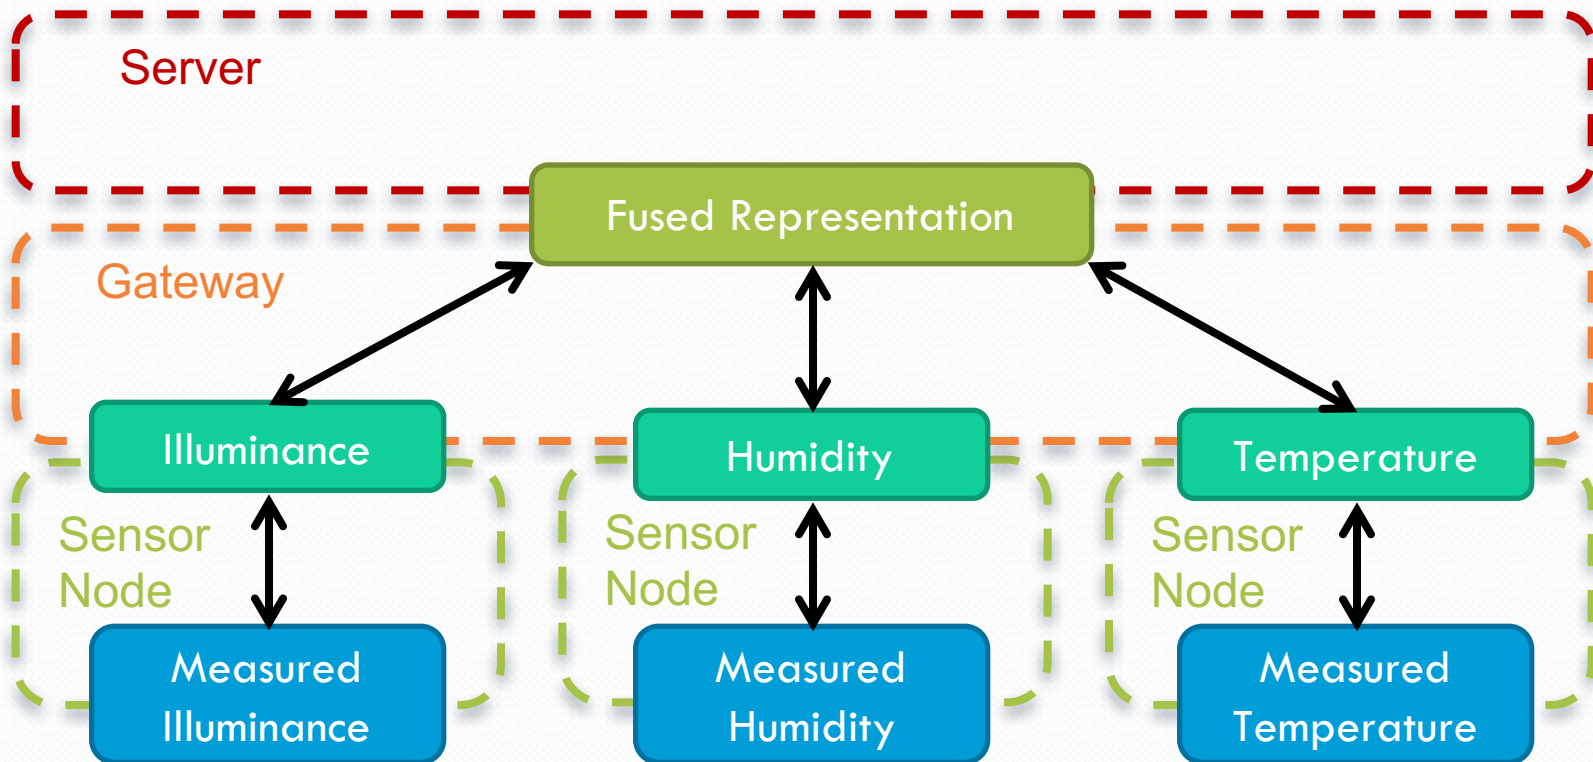 Server
Fused Representation
Gateway
Illuminance
Humidity
Temperature
Sensor
Node
Sensor
Node
Sensor
Node
Measured
Illuminance
Measured
Humidity
Measured
Temperature